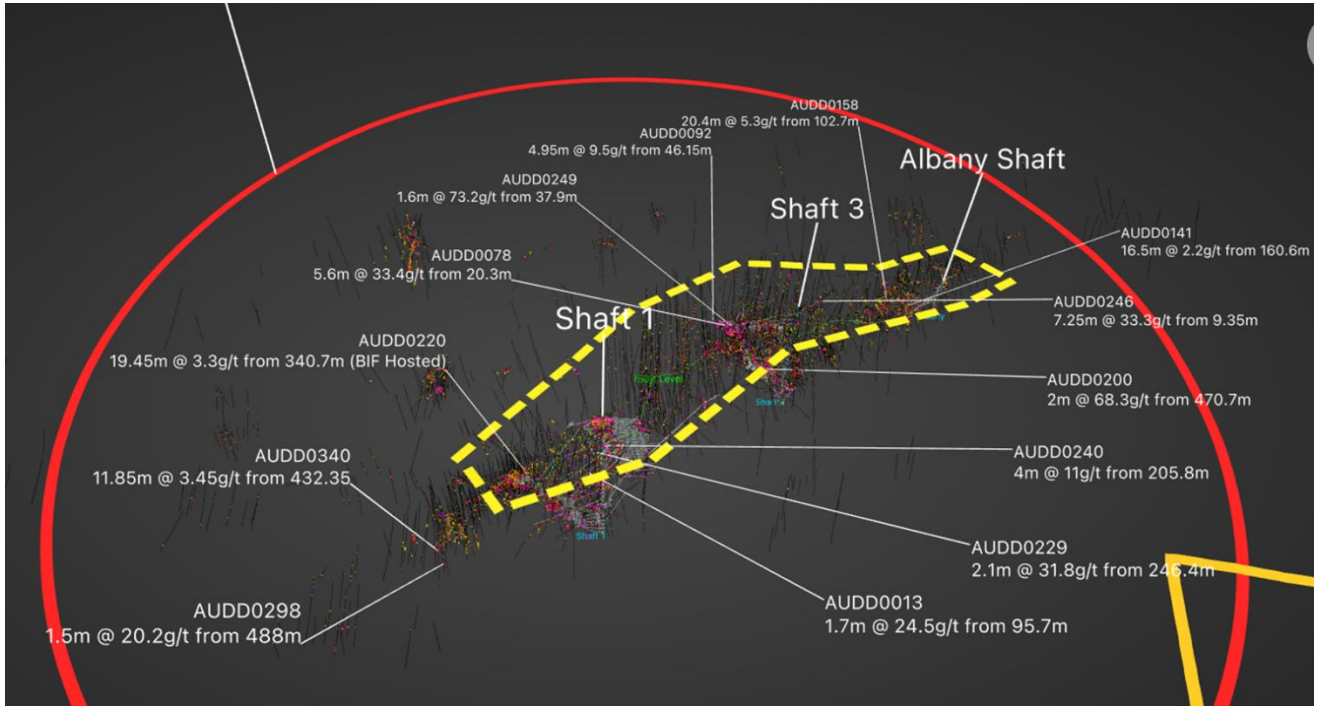 AUDD0158
20.4m @ 5.3g/t from 102.7m
AUDD0092
4.95m @ 9.5g/t from 46.15m
Albany Shaft
AUDD0249
1.6m @ 73.2g/t from 37.9m
Shaft 3
AUDD0141
16.5m @ 2.2g/t from 160.6m
AUDD0078
5.6m @ 33.4g/t from 20.3m
AUDD0246
7.25m @ 33.3g/t from 9.35m
Shaft 1
AUDD0220
19.45m @ 3.3g/t from 340.7m (BIF Hosted)
Level
AUDD0200
2m @ 68.3g/t from 470.7m
AUDD0240
4m @ 11g/t from 205.8m
AUDD0340
11.85m @ 3.45g/t from 432.35
Shaft 1
AUDD0229
2.1m @ 31.8g/t from 246.4m
AUDD0013
1.7m @ 24.5g/t from 95.7m
AUDD0298
1.5m @ 20.2g/t from 488m